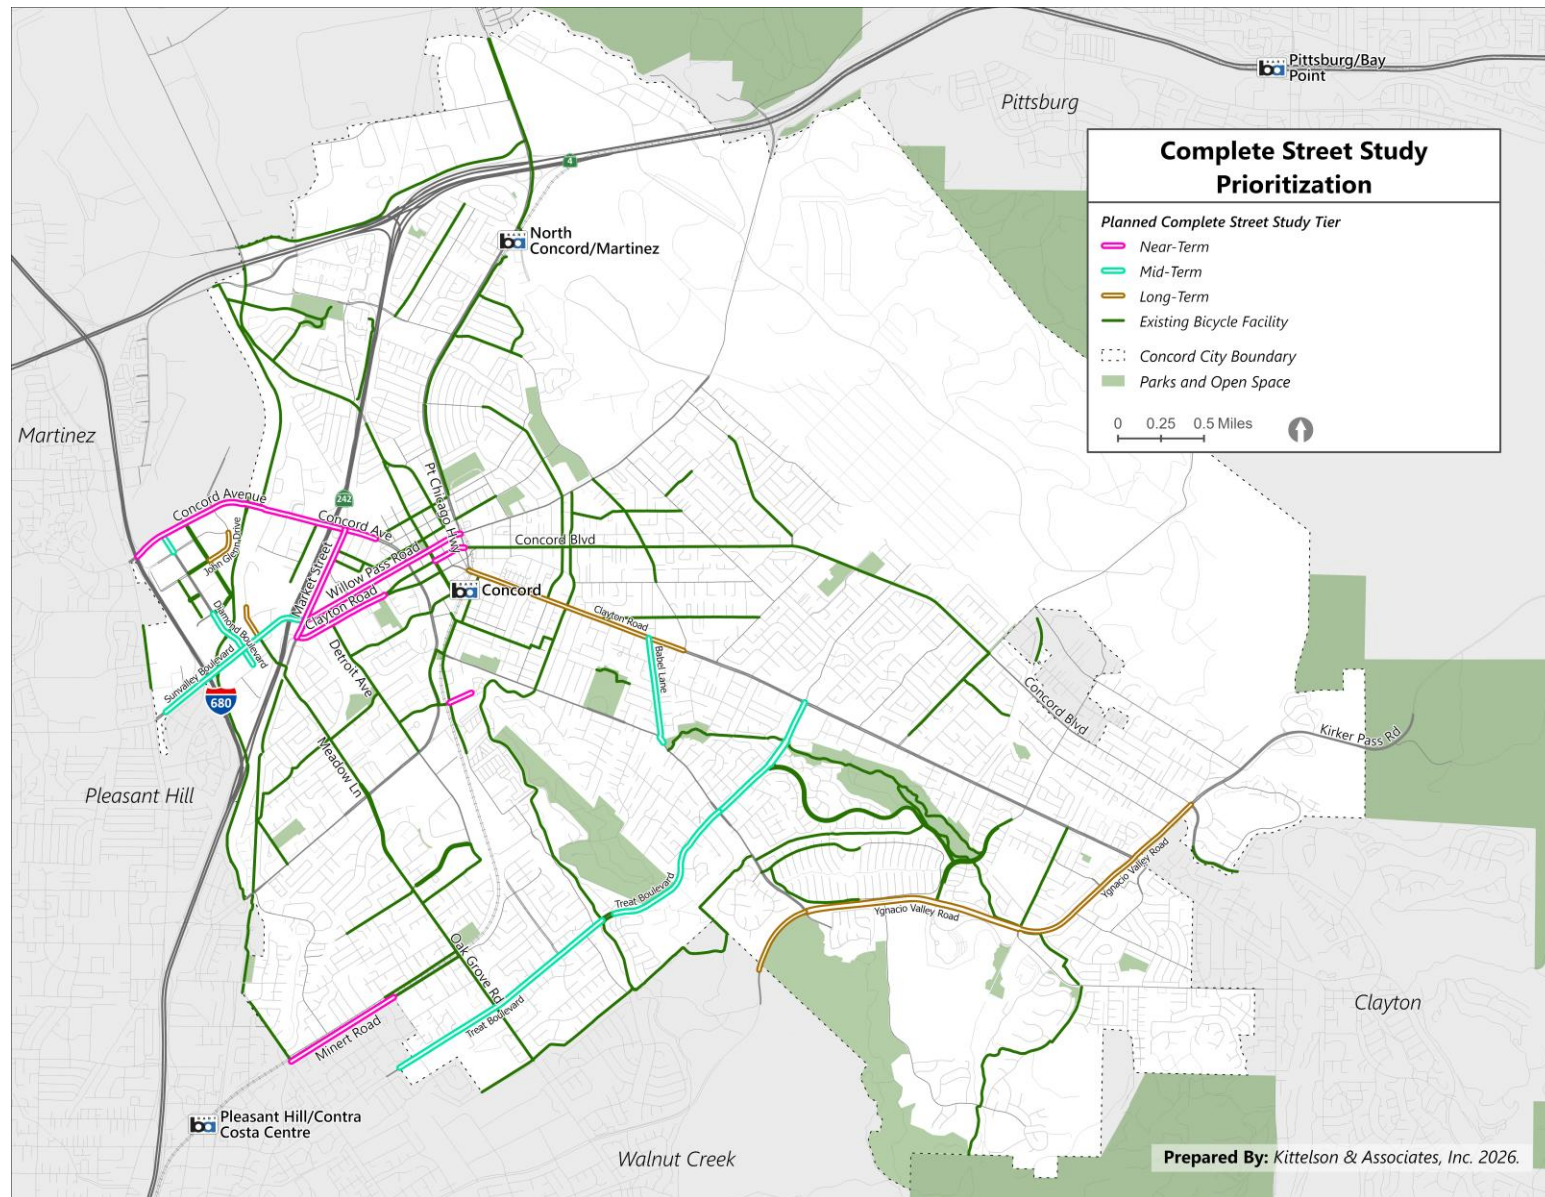 Pittsburg/Bay
Point
Pittsburg
Complete Street Study
Prioritization
Planned Complete Street Study Tier
Near-Term
Mid-Term
Long-Term
Existing Bicycle Facility
Concord City Boundary
Parks and Open Space
0 0.25 0.5 Miles
4
North
Concord/Martinez
Martinez
Concord Avenue
242
Concord Ave
Pt Chicago Hwy
John Glenn Drive
Market Street
Willow Pass Road
Concord Blvd
Concord
Clayton Road
Clayton Road
Diamond Boulevard
Sunvalley Boulevard
Detroit Ave
Babel Lane
680
Concord Blvd
Kirker Pass Rd
Meadow Ln
Pleasant Hill
Treat Boulevard
Ygnacio Valley Road
Ygnacio Valley Road
Oak Grove Rd
Treat Boulevard
Minert Road
Clayton
Pleasant Hill/Contra
Costa Centre
Walnut Creek
Prepared By: Kittelson & Associates, Inc. 2026.